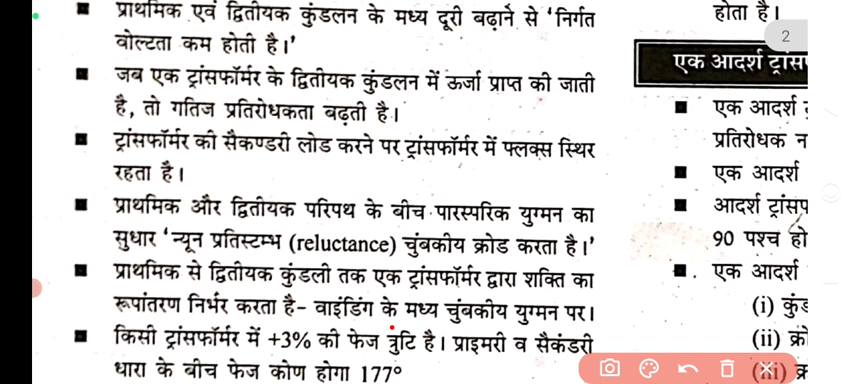 प्राथमिक एवं द्वितीयक कुंडलन के मध्य दूरी बढ़ाने से ‘निर्गत
वोल्टता कम होती है।’
जब एक ट्रांसफॉर्मर के द्वितीयक कुंडलन में ऊर्जा प्राप्त की जाती
है, तो गतिज प्रतिरोधकता बढ़ती है।
ट्रांसफॉर्मर की सैकण्डरी लोड करने पर ट्रांसफॉर्मर में फ्लक्स स्थिर
रहता है।
प्राथमिक और द्वितीयक परिपथ के बीच पारस्परिक युग्मन का
सुधार ‘न्यून प्रतिस्टम्भ (reluctance) चुंबकीय क्रोड करता है।’
प्राथमिक से द्वितीयक कुंडली तक एक ट्रांसफॉर्मर द्वारा शक्ति का
रूपांतरण निर्भर करता है- वाइंडिंग के मध्य चुंबकीय युग्मन पर।
किसी ट्रांसफॉर्मर में +3% की फेज त्रुटि है। प्राइमरी व सैकंडरी
धारा के बीच फेज कोण होगा 177°
होता है।
2
एक आदर्श
एक आदर्श
प्रतिरोधक
एक आदर्श
आदर्श
90 पश्च हो
एक आदर्श
(i)
(ii)
(iii)